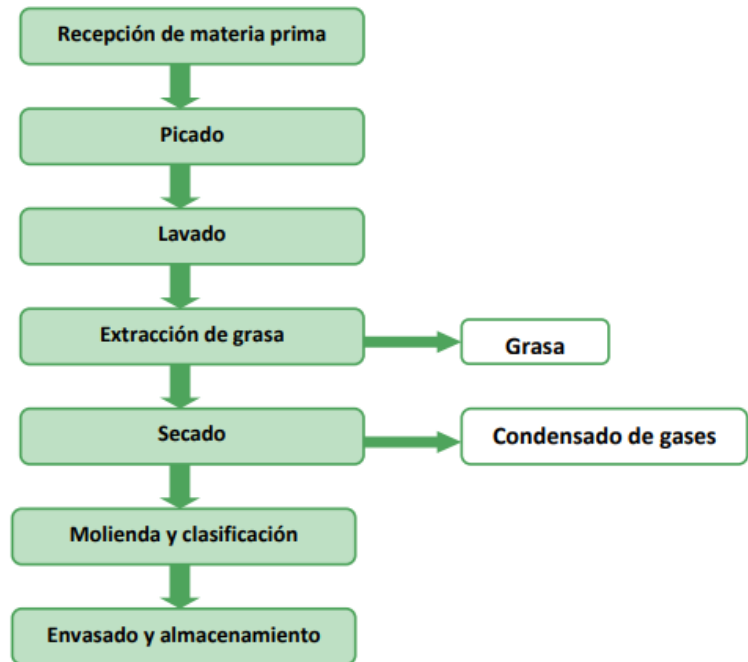 Recepción de materia prima
Picado
Lavado
Extracción de grasa
Grasa
Secado
Condensado de gases
Molienda y clasificación
Envasado y almacenamiento